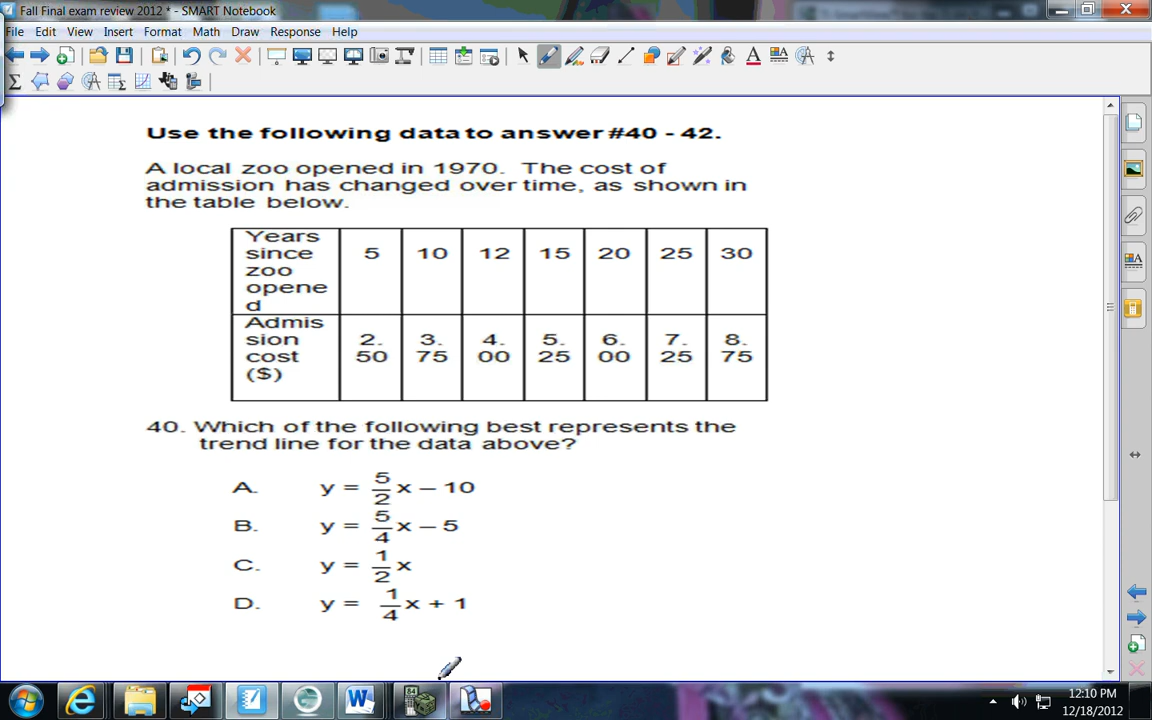 Fall Final exam review 2012 * - SMART Notebook
File Edit View Insert Format Math Draw Response Help
Use the following data to answer #40 - 42.
A local zoo opened in 1970. The cost of
admission has changed over time, as shown in
the table below.
Years since zoo opene d 5 10 12 15 20 25 30
Admis sion cost ($) 2. 50 3. 75 4. 00 5. 25 6. 00 7. 25 8. 75
40. Which of the following best represents the
trend line for the data above?
A. y = 5/2 x – 10
B. y = 5/4 x – 5
C. y = 1/2 x
D. y = 1/4 x + 1
12:10 PM
12/18/2012